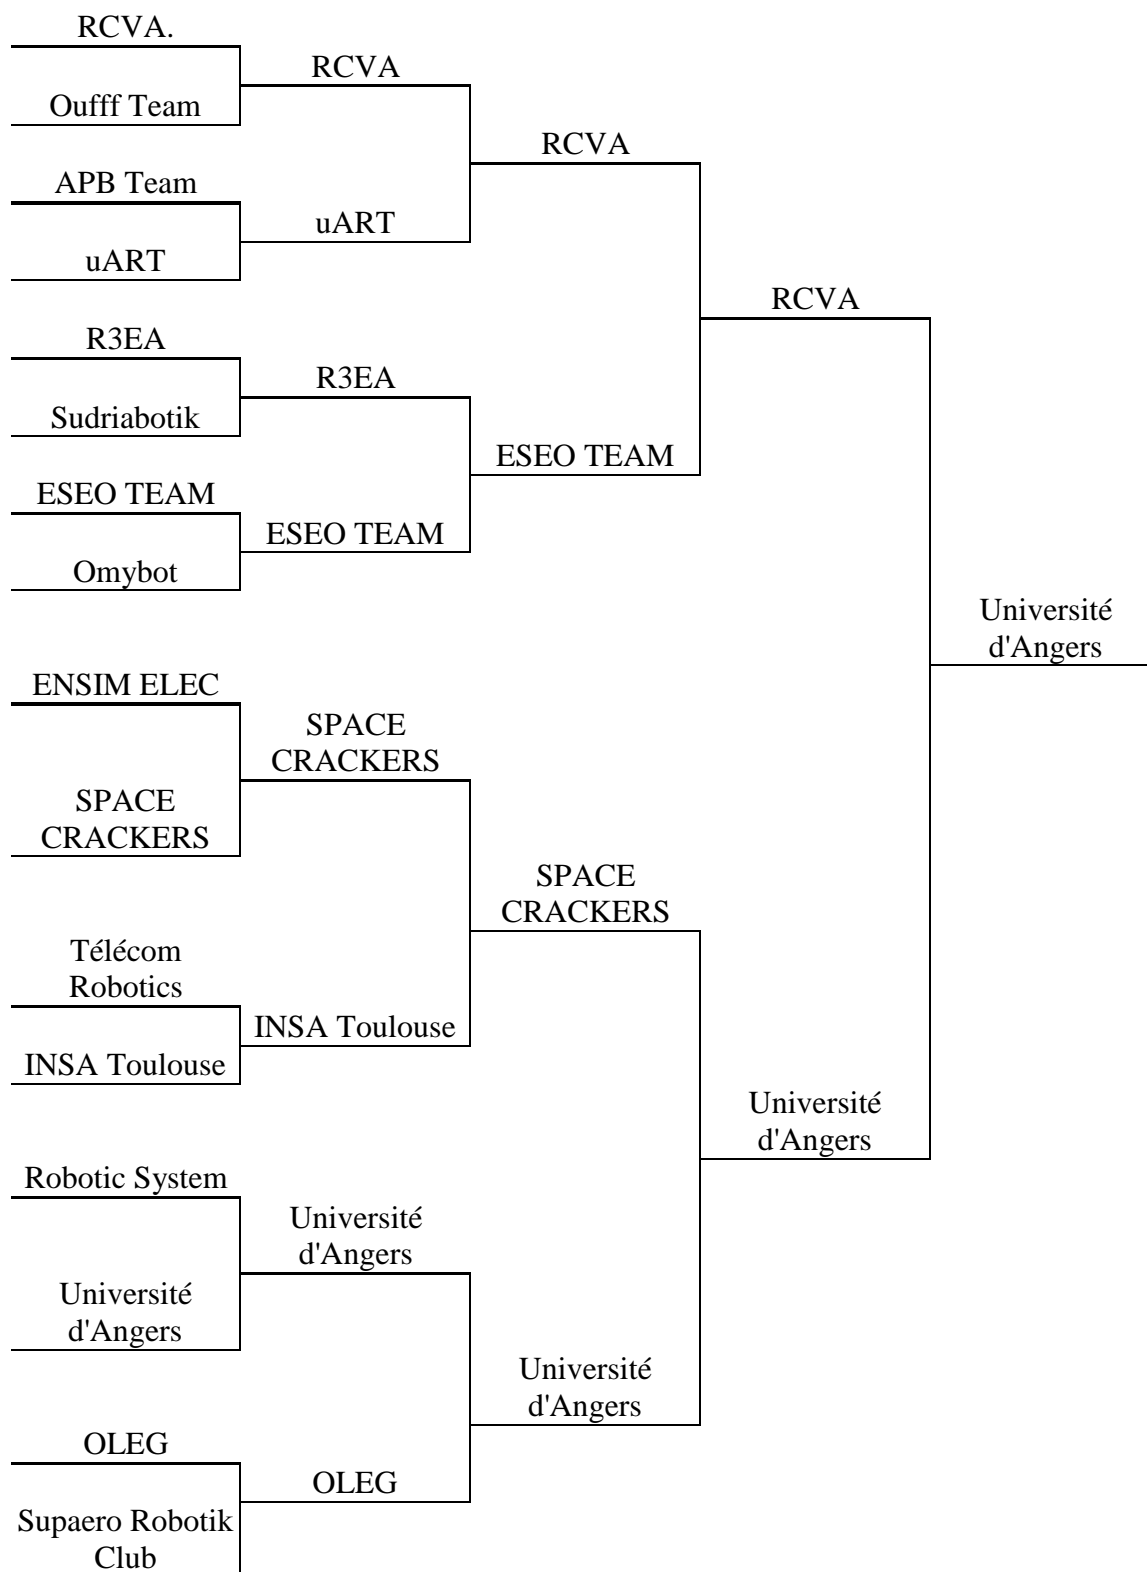 RCVA.
RCVA
Oufff Team
RCVA
APB Team
uART
uART
RCVA
R3EA
R3EA
Sudriabotik
ESEO TEAM
ESEO TEAM
ESEO TEAM
Omybot
Université
d'Angers
ENSIM ELEC
SPACE
CRACKERS
SPACE
CRACKERS
SPACE
CRACKERS
Télécom
Robotics
INSA Toulouse
INSA Toulouse
Université
d'Angers
Robotic System
Université
d'Angers
Université
d'Angers
Université
d'Angers
OLEG
OLEG
Supaero Robotik
Club